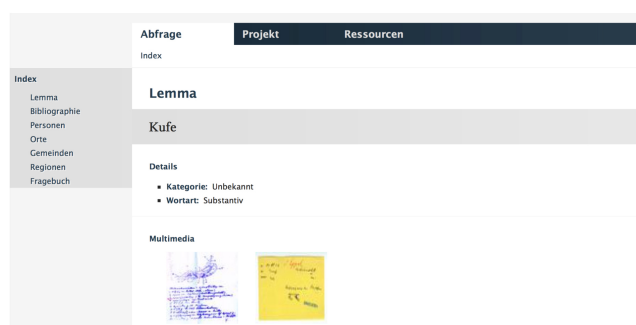 Abfrage Projekt Ressourcen
Index
Index
Lemma
Bibliographie
Personen
Orte
Gemeinden
Regionen
Fragebuch
Lemma
Kufe
Details
Kategorie: Unbekannt
Wortart: Substantiv
Multimedia